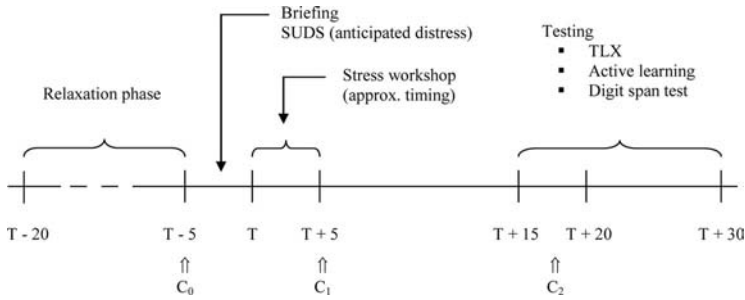 Briefing
SUDS (anticipated distress)
Testing
▪ TLX
▪ Active learning
▪ Digit span test
Stress workshop
(approx. timing)
Relaxation phase
T - 20 T - 5 T T + 5 T + 15 T + 20 T + 30
C₀ C₁ C₂